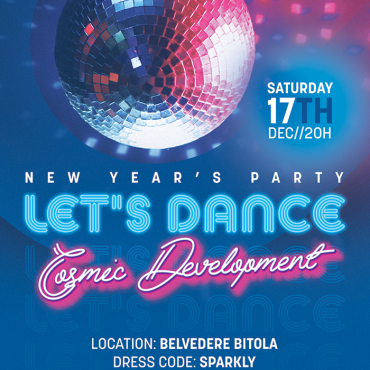 SATURDAY
17TH
DEC//20H
NEW YEAR'S PARTY
LET'S DANCE
Cosmic Development
LOCATION: BELVEDERE BITOLA
DRESS CODE: SPARKLY